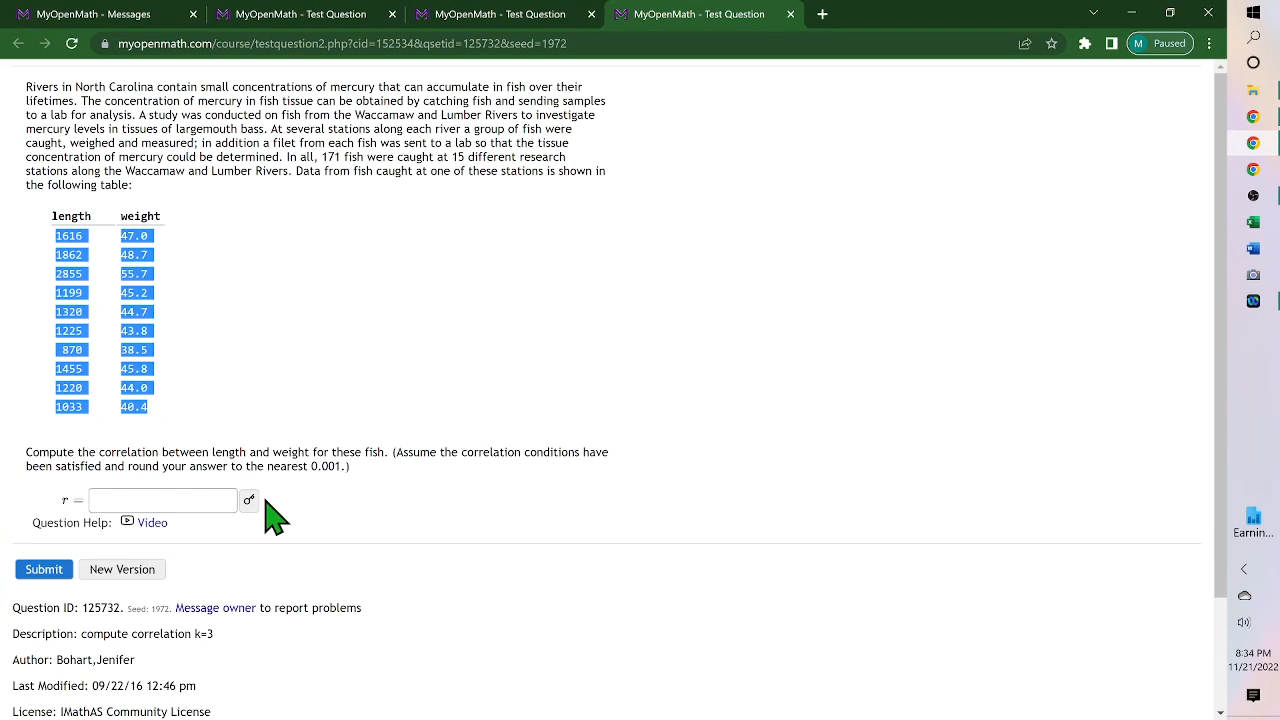 MyOpenMath - Messages
MyOpenMath - Test Question
MyOpenMath - Test Question
MyOpenMath - Test Question
myopenmath.com/course/testquestion2.php?cid=152534&qsetid=125732&seed=1972
M Paused
Rivers in North Carolina contain small concentrations of mercury that can accumulate in fish over their
lifetimes. The concentration of mercury in fish tissue can be obtained by catching fish and sending samples
to a lab for analysis. A study was conducted on fish from the Waccamaw and Lumber Rivers to investigate
mercury levels in tissues of largemouth bass. At several stations along each river a group of fish were
caught, weighed and measured; in addition a filet from each fish was sent to a lab so that the tissue
concentration of mercury could be determined. In all, 171 fish were caught at 15 different research
stations along the Waccamaw and Lumber Rivers. Data from fish caught at one of these stations is shown in
the following table:
length weight
1616 47.0
1862 48.7
2855 55.7
1199 45.2
1320 44.7
1225 43.8
870 38.5
1455 45.8
1220 44.0
1033 40.4
Compute the correlation between length and weight for these fish. (Assume the correlation conditions have
been satisfied and round your answer to the nearest 0.001.)
r =
Question Help: Video
Submit New Version
Question ID: 125732. Seed: 1972. Message owner to report problems
Description: compute correlation k=3
Author: Bohart,Jenifer
Last Modified: 09/22/16 12:46 pm
License: IMathAS Community License
Earnin...
8:34 PM
11/21/2022